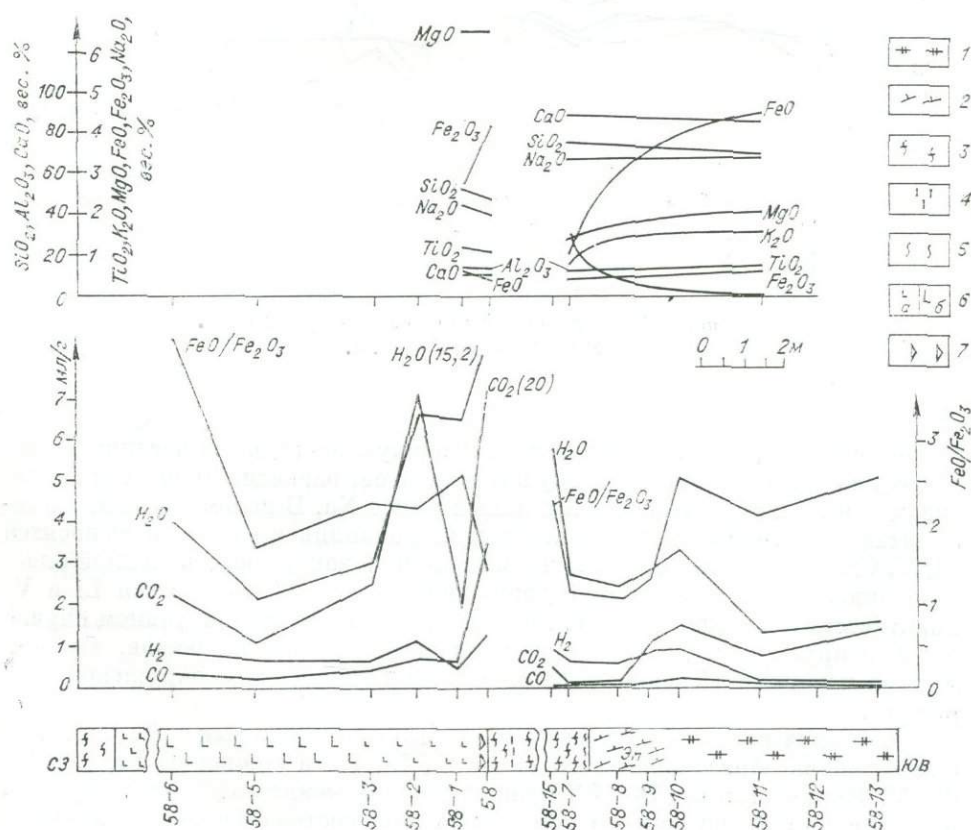 SiO₂, Al₂O₃, CaO, вес. %
TiO₂, K₂O, MgO, FeO, Fe₂O₃, Na₂O,
вес. %
100
80
60
40
20
0
6
5
4
3
2
1
MgO
Fe₂O₃
SiO₂
Na₂O
TiO₂
CaO
Al₂O₃
FeO
CaO
SiO₂
Na₂O
FeO
MgO
K₂O
TiO₂
Fe₂O₃
1
2
3
4
5
а б 6
7
0 1 2м
мл/г
7
6
5
4
3
2
1
0
FeO/Fe₂O₃
H₂O(15,2)
CO₂(20)
H₂O
CO₂
H₂
CO
H₂O
FeO/Fe₂O₃
H₂
CO₂
CO
FeO/Fe₂O₃
3
2
1
0
СЗ
Эп
ЮВ
58-6
58-5
58-3
58-2
58-1
58
58-15
58-7
58-8
58-9
58-10
58-11
58-12
58-13